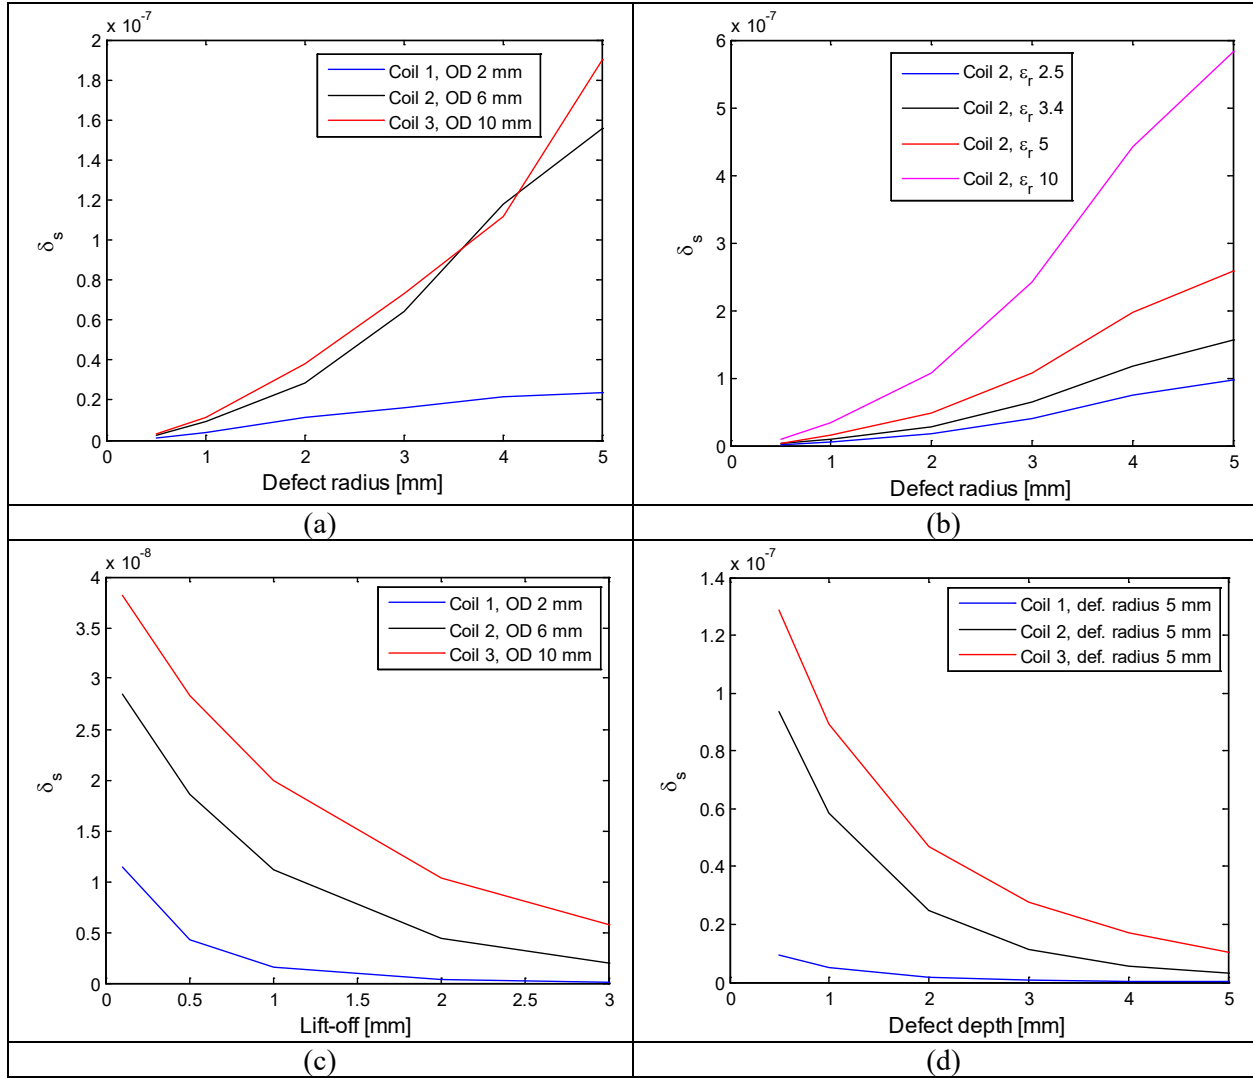 x 10-7
2
1.8
1.6
1.4
1.2
1
0.8
0.6
0.4
0.2
0
0 1 2 3 4 5
δs
Defect radius [mm]
Coil 1, OD 2 mm
Coil 2, OD 6 mm
Coil 3, OD 10 mm
(a)
x 10-7
6
5
4
3
2
1
0
0 1 2 3 4 5
δs
Defect radius [mm]
Coil 2, εr 2.5
Coil 2, εr 3.4
Coil 2, εr 5
Coil 2, εr 10
(b)
x 10-8
4
3.5
3
2.5
2
1.5
1
0.5
0
0 0.5 1 1.5 2 2.5 3
δs
Lift-off [mm]
Coil 1, OD 2 mm
Coil 2, OD 6 mm
Coil 3, OD 10 mm
(c)
x 10-7
1.4
1.2
1
0.8
0.6
0.4
0.2
0
0 1 2 3 4 5
δs
Defect depth [mm]
Coil 1, def. radius 5 mm
Coil 2, def. radius 5 mm
Coil 3, def. radius 5 mm
(d)